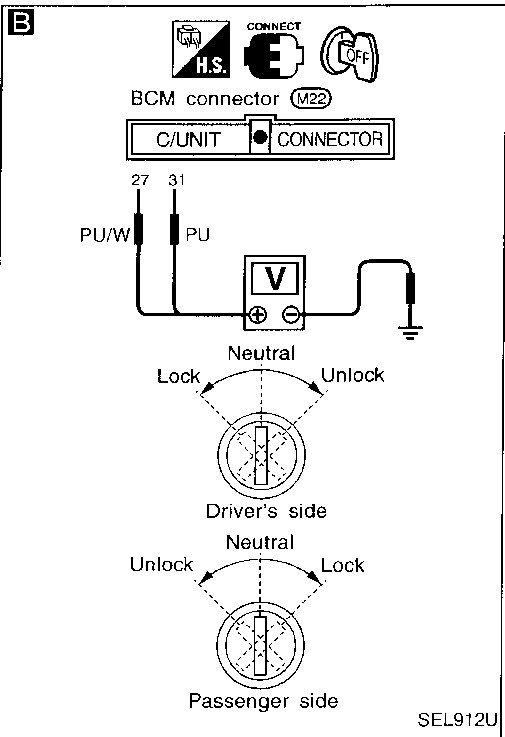 B
CONNECT
H.S.
OFF
BCM connector M22
C/UNIT CONNECTOR
27 31
PU/W PU
V
⊕ ⊖
Neutral
Lock Unlock
Driver's side
Neutral
Unlock Lock
Passenger side
SEL912U